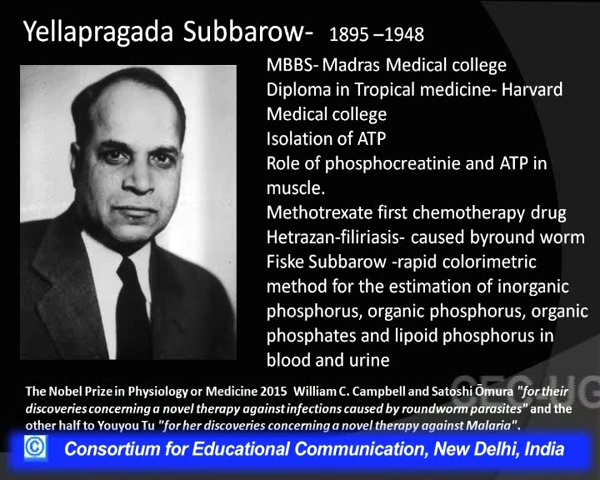 Yellapragada Subbarow- 1895 –1948
MBBS- Madras Medical college
Diploma in Tropical medicine- Harvard
Medical college
Isolation of ATP
Role of phosphocreatinie and ATP in
muscle.
Methotrexate first chemotherapy drug
Hetrazan-filiriasis- caused byround worm
Fiske Subbarow -rapid colorimetric
method for the estimation of inorganic
phosphorus, organic phosphorus, organic
phosphates and lipoid phosphorus in
blood and urine
The Nobel Prize in Physiology or Medicine 2015 William C. Campbell and Satoshi Ōmura "for their
discoveries concerning a novel therapy against infections caused by roundworm parasites" and the
other half to Youyou Tu "for her discoveries concerning a novel therapy against Malaria".
© Consortium for Educational Communication, New Delhi, India